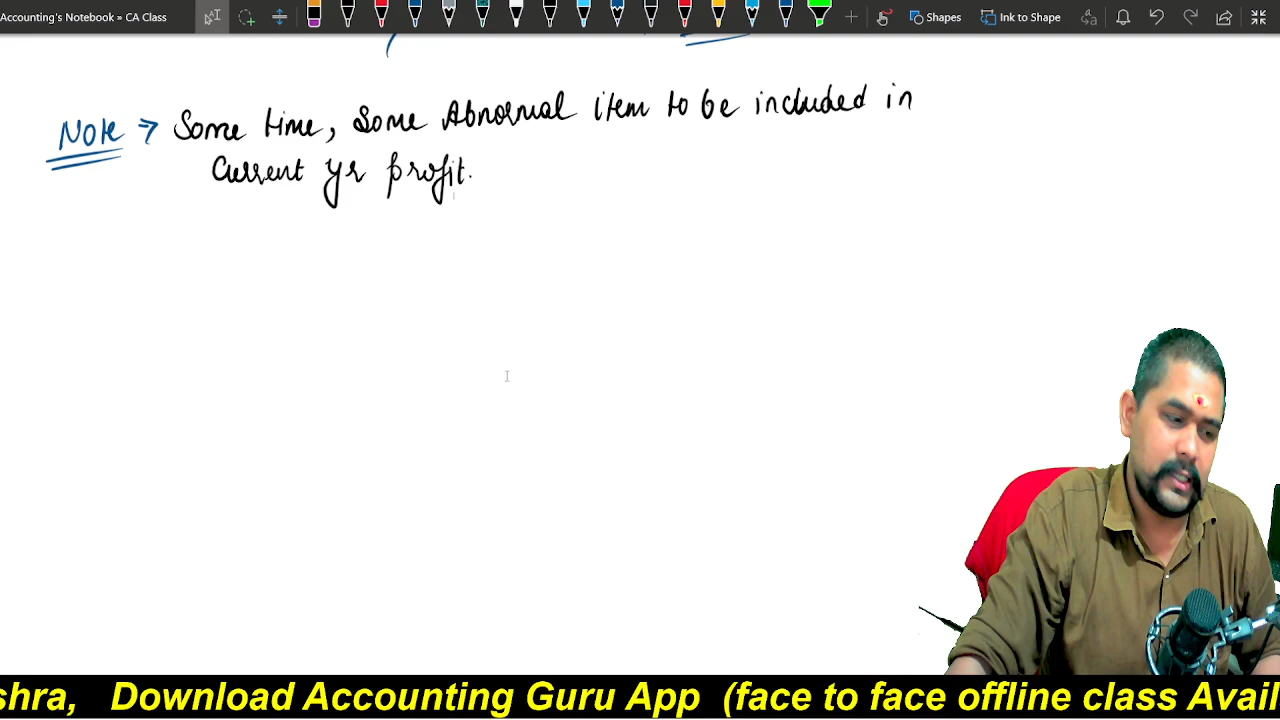 Accounting's Notebook » CA Class
Shapes
Ink to Shape
Note → Some time, Some Abnormal item to be included in
Current yr profit.
shra, Download Accounting Guru App (face to face offline class Avail